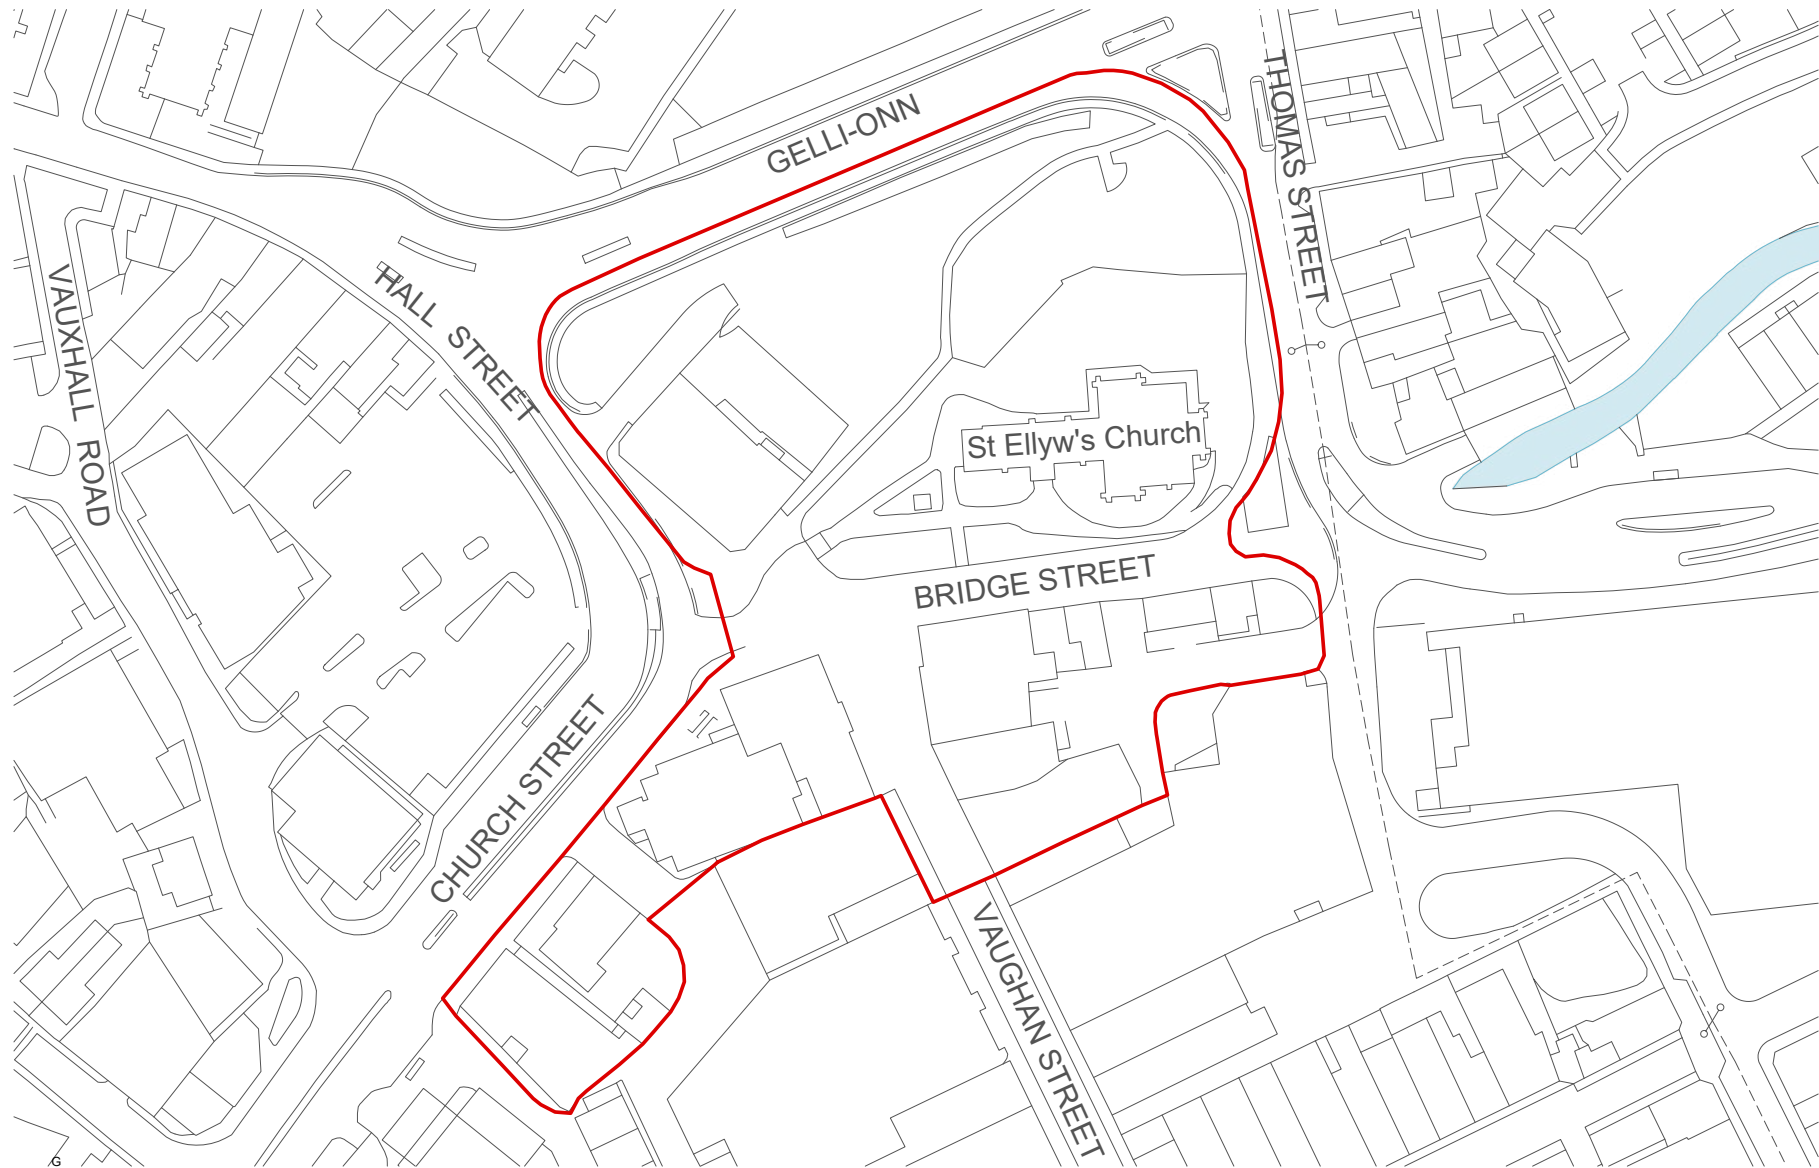 GELLI-ONN
THOMAS STREET
HALL STREET
VAUXHALL ROAD
St Ellyw's Church
BRIDGE STREET
CHURCH STREET
VAUGHAN STREET
G